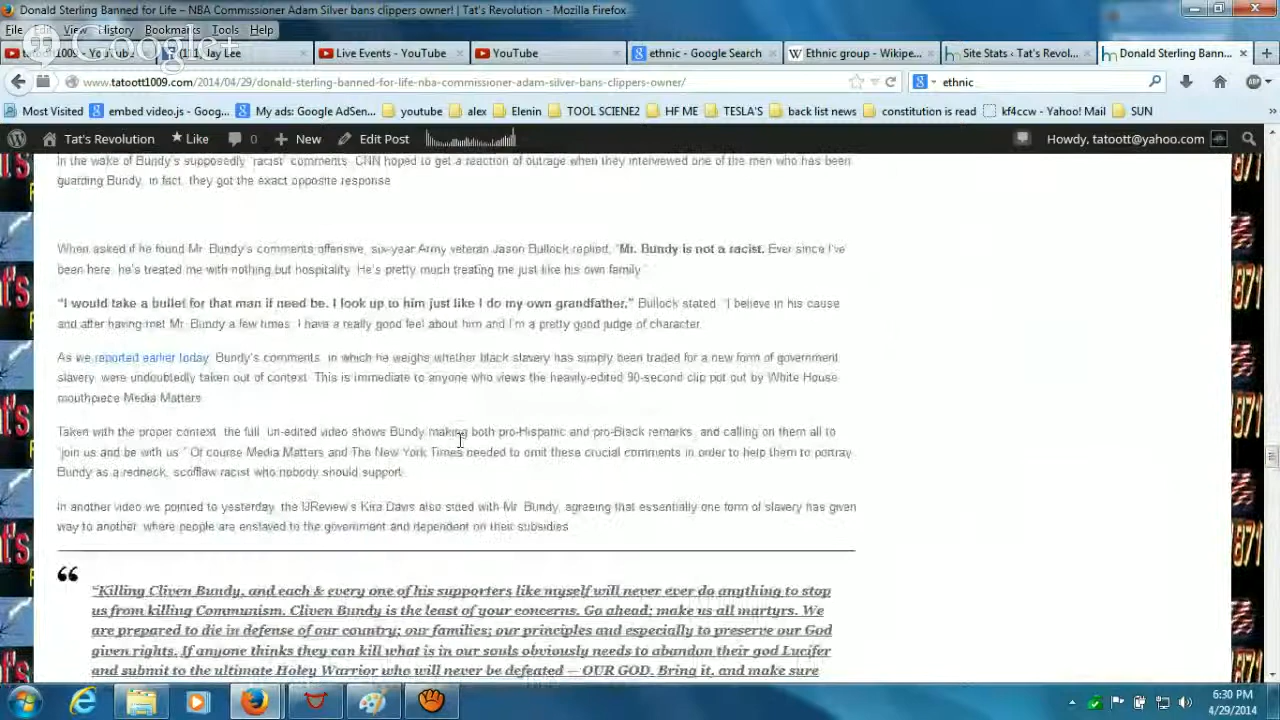 Donald Sterling Banned for Life – NBA Commissioner Adam Silver bans clippers owner! | Tat's Revolution - Mozilla Firefox
File Edit View History Bookmarks Tools Help
Google+
1009 - YouTube
Jay Lee
Live Events - YouTube
YouTube
ethnic - Google Search
Ethnic group - Wikipe...
Site Stats - Tat's Revol...
Donald Sterling Bann...
www.tatoott1009.com/2014/04/29/donald-sterling-banned-for-life-nba-commissioner-adam-silver-bans-clippers-owner/
ethnic
ABP
Most Visited embed video.js - Goog... My ads: Google AdSen... youtube alex Elenin TOOL SCIENE2 HF ME TESLA'S back list news constitution is read kf4ccw - Yahoo! Mail SUN
Tat's Revolution Like 0 New Edit Post Howdy, tatoott@yahoo.com
In the wake of Bundy's supposedly "racist" comments, CNN hoped to get a reaction of outrage when they interviewed one of the men who has been
guarding Bundy, in fact, they got the exact opposite response.
When asked if he found Mr. Bundy's comments offensive, six-year Army veteran Jason Bullock replied, "Mr. Bundy is not a racist. Ever since I've
been here, he's treated me with nothing but hospitality. He's pretty much treating me just like his own family."
"I would take a bullet for that man if need be. I look up to him just like I do my own grandfather," Bullock stated. "I believe in his cause
and after having met Mr. Bundy a few times, I have a really good feel about him and I'm a pretty good judge of character."
As we reported earlier today, Bundy's comments, in which he weighs whether black slavery has simply been traded for a new form of government
slavery, were undoubtedly taken out of context. This is immediate to anyone who views the heavily-edited 90-second clip put out by White House
mouthpiece Media Matters.
Taken with the proper context, the full, un-edited video shows Bundy making both pro-Hispanic and pro-Black remarks, and calling on them all to
"join us and be with us." Of course Media Matters and The New York Times needed to omit these crucial comments in order to help them to portray
Bundy as a redneck, scofflaw racist who nobody should support.
In another video we pointed to yesterday, the IJReview's Kira Davis also sided with Mr. Bundy, agreeing that essentially one form of slavery has given
way to another, where people are enslaved to the government and dependent on their subsidies.
"Killing Cliven Bundy, and each & every one of his supporters like myself will never ever do anything to stop
us from killing Communism. Cliven Bundy is the least of your concerns. Go ahead; make us all martyrs. We
are prepared to die in defense of our country; our families; our principles and especially to preserve our God
given rights. If anyone thinks they can kill what is in our souls obviously needs to abandon their god Lucifer
and submit to the ultimate Holey Warrior who will never be defeated — OUR GOD. Bring it, and make sure
6:30 PM
4/29/2014